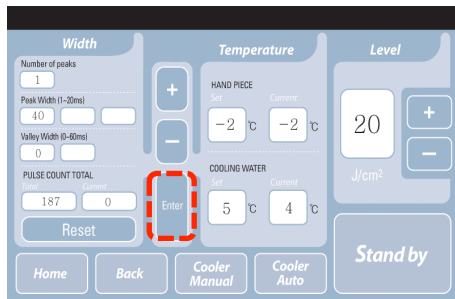 Width
Number of peaks
1
Peak Width (1~20ms)
40
Valley Width (0~60ms)
0
PULSE COUNT TOTAL
Total Current
187 0
Reset
+
−
Enter
Temperature
HAND PIECE
Set Current
−2 ℃ −2 ℃
COOLING WATER
Set Current
5 ℃ 4 ℃
Level
20
J/cm²
+
−
Home
Back
Cooler Manual
Cooler Auto
Stand by